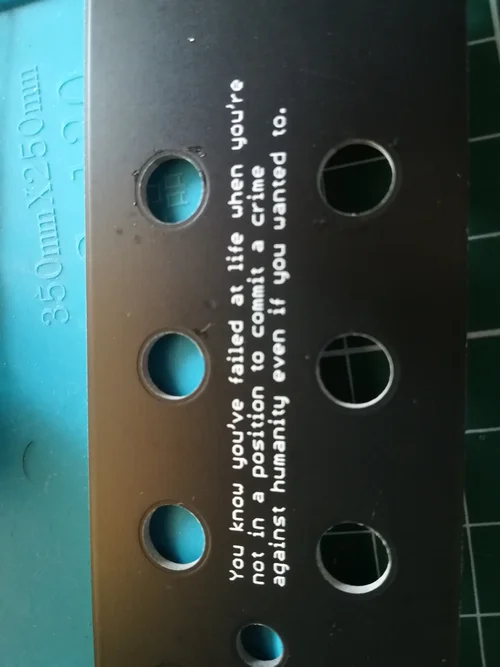 You know you've failed at life when you're
not in a position to commit a crime
against humanity even if you wanted to.
350mmX250mm